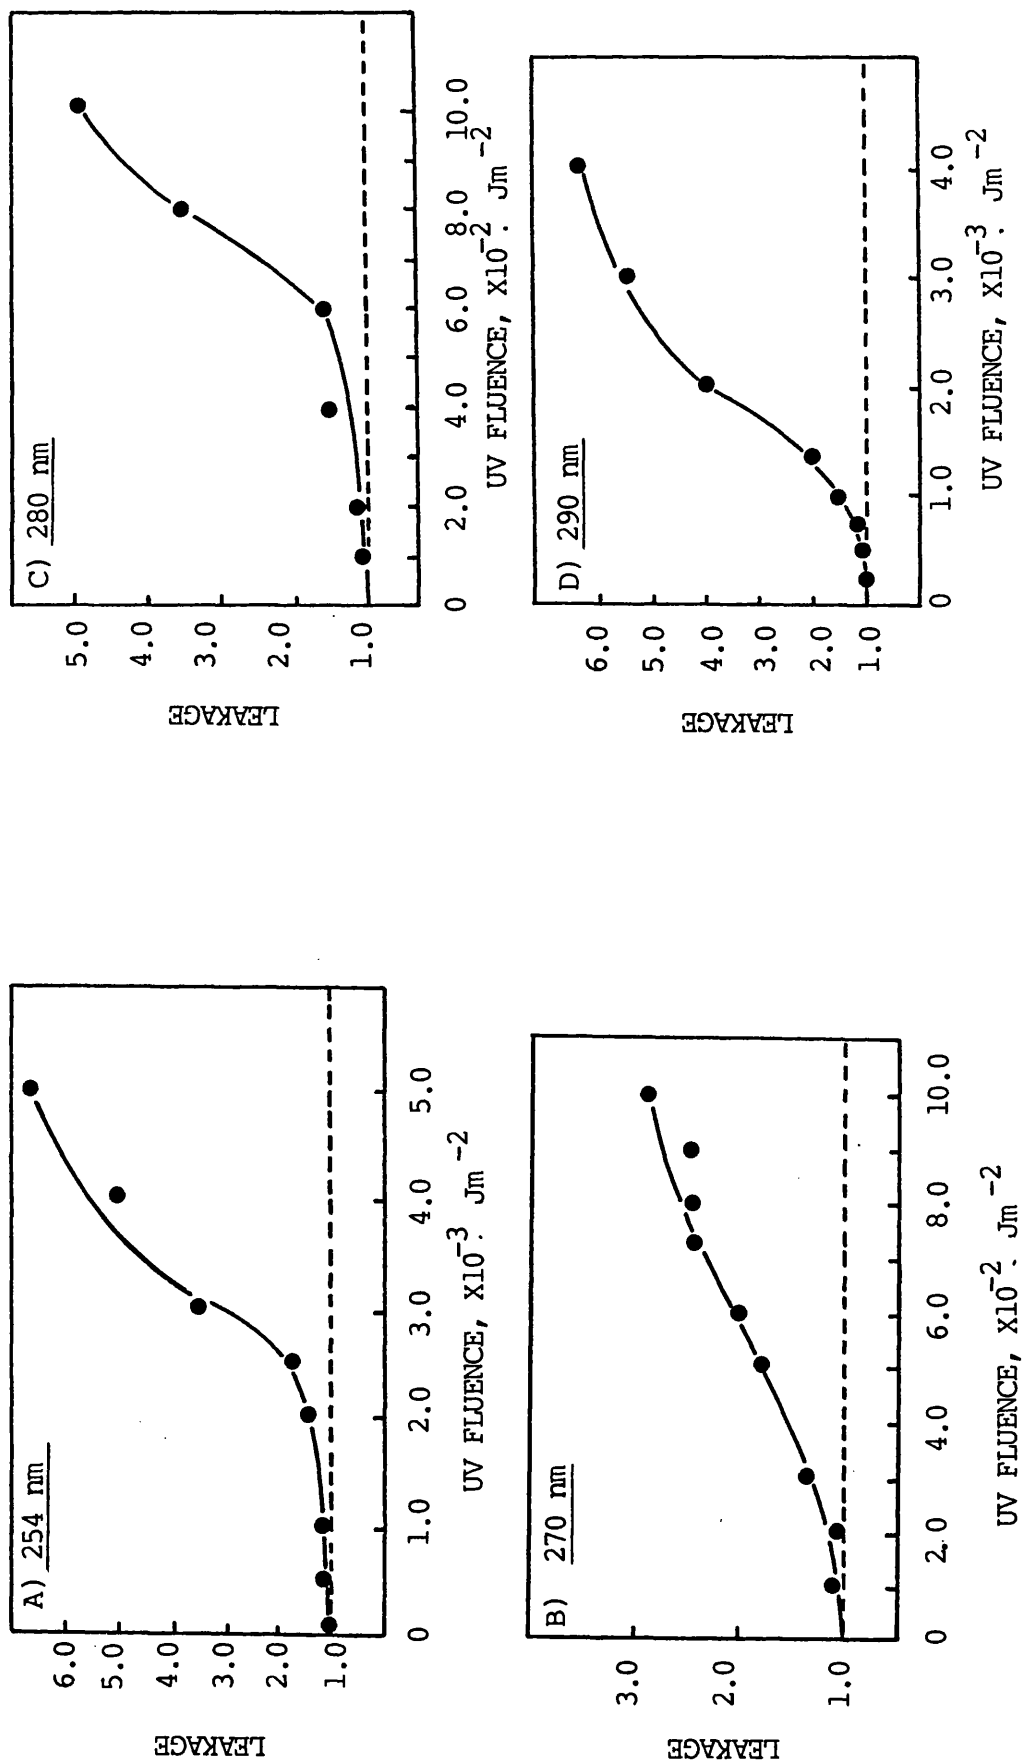 A) 254 nm
6.0
5.0
4.0
3.0
2.0
1.0
LEAKAGE
0 1.0 2.0 3.0 4.0 5.0
UV FLUENCE, X10⁻³. Jm⁻²
B) 270 nm
3.0
2.0
1.0
LEAKAGE
0 2.0 4.0 6.0 8.0 10.0
UV FLUENCE, X10⁻². Jm⁻²
C) 280 nm
5.0
4.0
3.0
2.0
1.0
LEAKAGE
0 2.0 4.0 6.0 8.0 10.0
UV FLUENCE, X10⁻². Jm⁻²
D) 290 nm
6.0
5.0
4.0
3.0
2.0
1.0
LEAKAGE
0 1.0 2.0 3.0 4.0
UV FLUENCE, X10⁻³. Jm⁻²